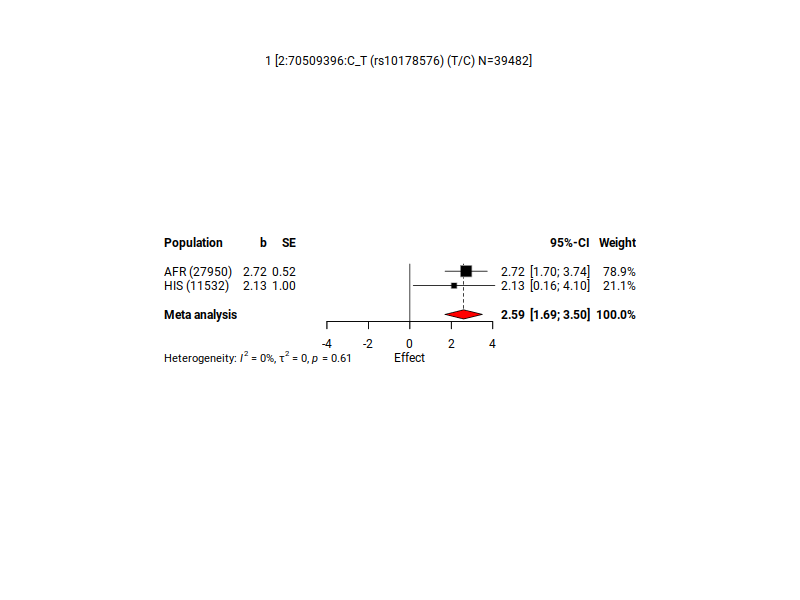 1 [2:70509396:C_T (rs10178576) (T/C) N=39482]
Population b SE 95%-CI Weight
AFR (27950) 2.72 0.52 2.72 [1.70; 3.74] 78.9%
HIS (11532) 2.13 1.00 2.13 [0.16; 4.10] 21.1%
Meta analysis 2.59 [1.69; 3.50] 100.0%
-4 -2 0 2 4
Heterogeneity: I² = 0%, τ² = 0, p = 0.61 Effect